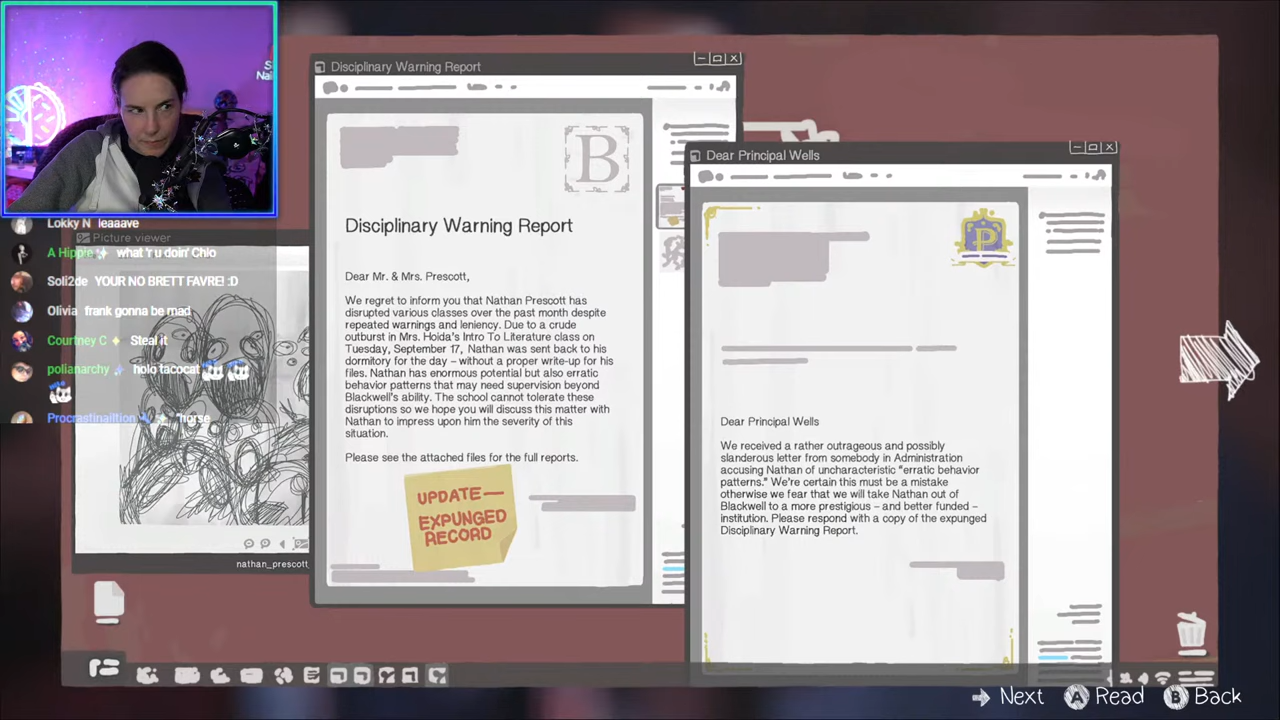 S
Nai
Lokky N leaaave
Picture viewer
A Hippie what 'r u doin' Chlo
Soli2de YOUR NO BRETT FAVRE! :D
Olivia frank gonna be mad
Courtney C Steal it
polianarchy holo tacocat
Procrastinailtion "horse
nathan_prescott
Disciplinary Warning Report
B
Disciplinary Warning Report
Dear Mr. & Mrs. Prescott,
We regret to inform you that Nathan Prescott has
disrupted various classes over the past month despite
repeated warnings and leniency. Due to a crude
outburst in Mrs. Hoida's Intro To Literature class on
Tuesday, September 17, Nathan was sent back to his
dormitory for the day – without a proper write-up for his
files. Nathan has enormous potential but also erratic
behavior patterns that may need supervision beyond
Blackwell's ability. The school cannot tolerate these
disruptions so we hope you will discuss this matter with
Nathan to impress upon him the severity of this
situation.
Please see the attached files for the full reports.
UPDATE—
EXPUNGED
RECORD
Dear Principal Wells
P
Dear Principal Wells
We received a rather outrageous and possibly
slanderous letter from somebody in Administration
accusing Nathan of uncharacteristic "erratic behavior
patterns." We're certain this must be a mistake
otherwise we fear that we will take Nathan out of
Blackwell to a more prestigious – and better funded –
institution. Please respond with a copy of the expunged
Disciplinary Warning Report.
Next A Read B Back